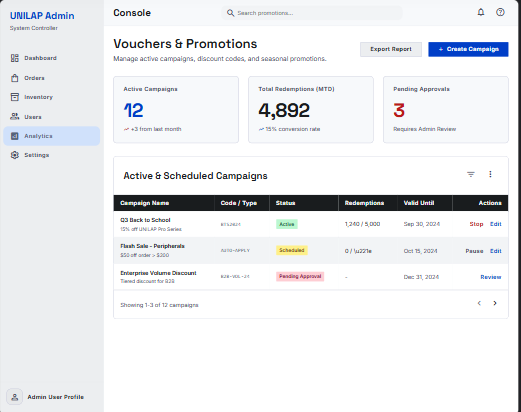 UNILAP Admin
System Controller
Dashboard
Orders
Inventory
Users
Analytics
Settings
Admin User Profile
Console
Search promotions...
Vouchers & Promotions
Manage active campaigns, discount codes, and seasonal promotions.
Export Report
+ Create Campaign
Active Campaigns
12
+3 from last month
Total Redemptions (MTD)
4,892
15% conversion rate
Pending Approvals
3
Requires Admin Review
Active & Scheduled Campaigns
Campaign Name Code / Type Status Redemptions Valid Until Actions
Q3 Back to School
15% off UNILAP Pro Series
Active 1,240 / 5,000 Sep 30, 2024 Stop Edit
Flash Sale - Peripherals
$50 off order > $200
AUTO-APPLY Scheduled 0 / \u221e Oct 15, 2024 Pause Edit
Enterprise Volume Discount
Tiered discount for B2B
B2B-VOL-24 Pending Approval - Dec 31, 2024 Review
Showing 1-3 of 12 campaigns